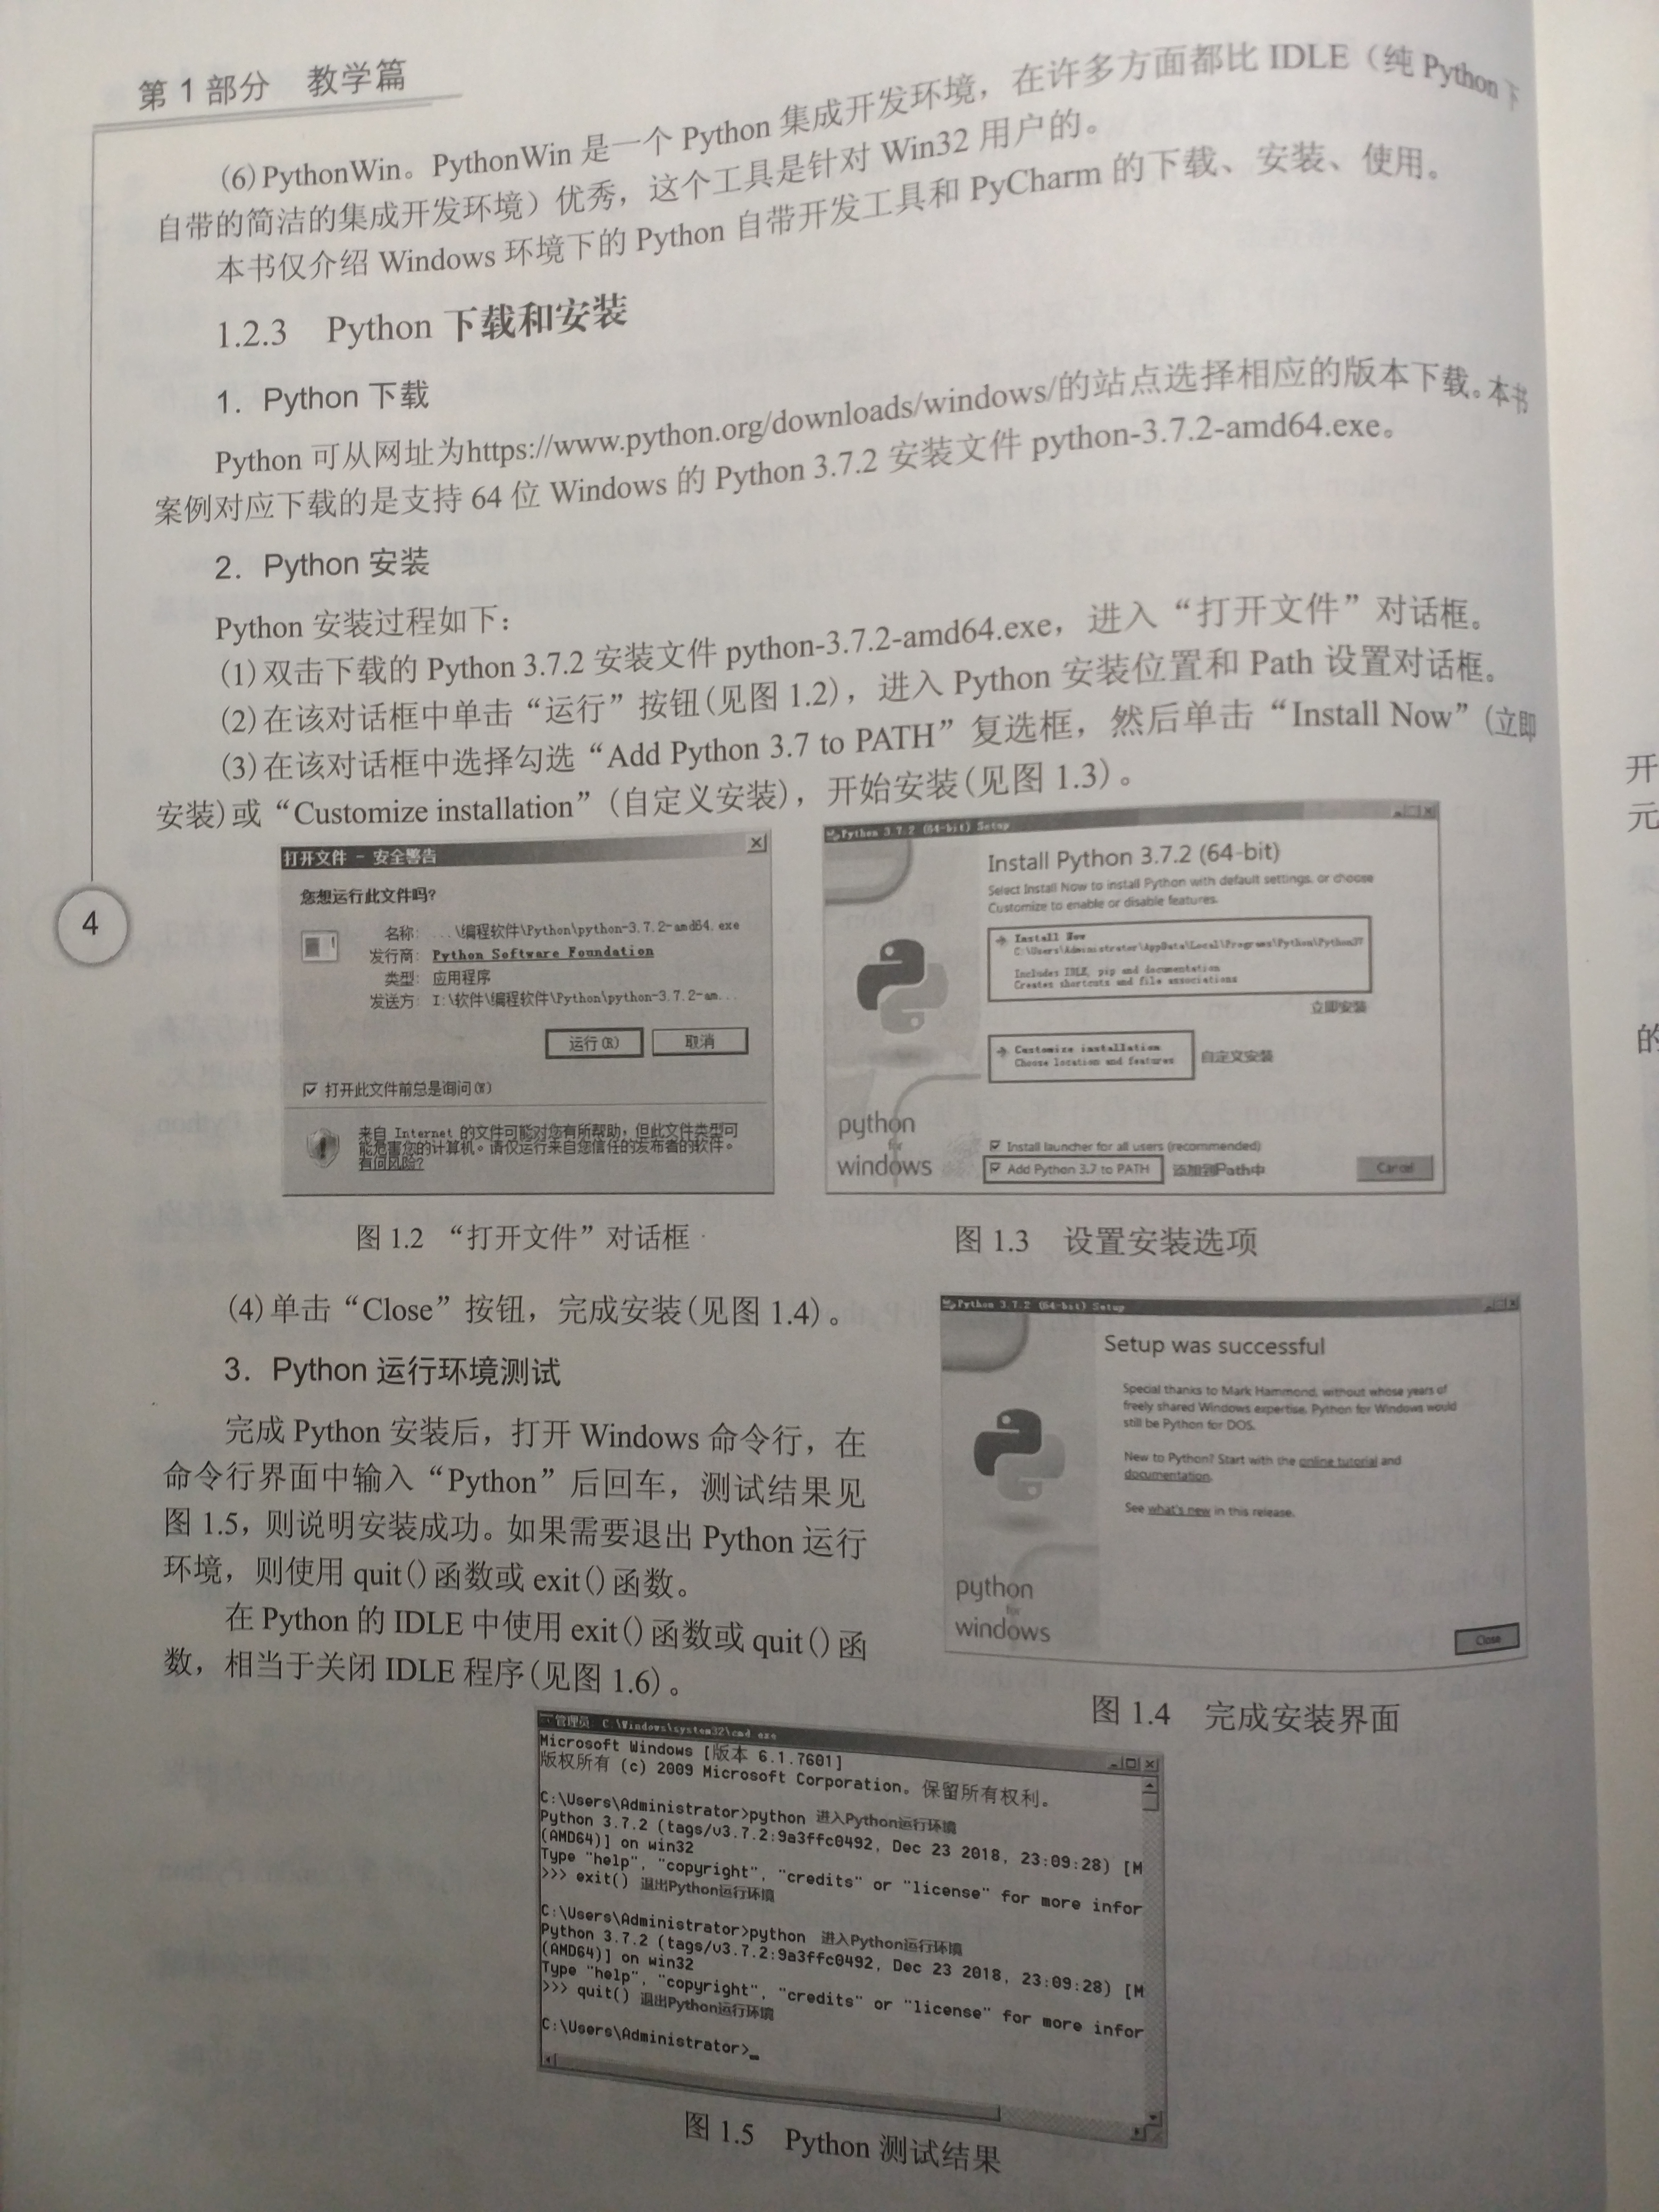 第 1 部分 教学篇
(6)PythonWin。PythonWin 是一个 Python 集成开发环境，在许多方面都比 IDLE（纯 Python 下
自带的简洁的集成开发环境）优秀，这个工具是针对 Win32 用户的。
本书仅介绍 Windows 环境下的 Python 自带开发工具和 PyCharm 的下载、安装、使用。
1.2.3 Python 下载和安装
1. Python 下载
Python 可从网址为https://www.python.org/downloads/windows/的站点选择相应的版本下载。本书
案例对应下载的是支持 64 位 Windows 的 Python 3.7.2 安装文件 python-3.7.2-amd64.exe。
2. Python 安装
Python 安装过程如下：
(1)双击下载的 Python 3.7.2 安装文件 python-3.7.2-amd64.exe，进入“打开文件”对话框。
(2)在该对话框中单击“运行”按钮(见图 1.2)，进入 Python 安装位置和 Path 设置对话框。
(3)在该对话框中选择勾选“Add Python 3.7 to PATH”复选框，然后单击“Install Now”(立即
安装)或“Customize installation”(自定义安装)，开始安装(见图 1.3)。
打开文件 - 安全警告
您想运行此文件吗?
名称: ...\编程软件\Python\python-3.7.2-amd64.exe
发行商: Python Software Foundation
类型: 应用程序
发送方: I:\软件\编程软件\Python\python-3.7.2-am...
运行(R) 取消
打开此文件前总是询问(W)
来自 Internet 的文件可能对您有所帮助，但此文件类型可
能危害您的计算机。请仅运行来自您信任的发布者的软件。
有何风险?
图 1.2 “打开文件”对话框
Python 3.7.2 (64-bit) Setup
Install Python 3.7.2 (64-bit)
Select Install Now to install Python with default settings, or choose
Customize to enable or disable features.
Install Now
C:\Users\Administrator\AppData\Local\Programs\Python\Python37
Includes IDLE, pip and documentation
Creates shortcuts and file associations
立即安装
Customize installation
Choose location and features
自定义安装
python
for
windows
Install launcher for all users (recommended)
Add Python 3.7 to PATH 添加到Path中
Cancel
图 1.3 设置安装选项
4
(4)单击“Close”按钮，完成安装(见图 1.4)。
3. Python 运行环境测试
完成 Python 安装后，打开 Windows 命令行，在
命令行界面中输入“Python”后回车，测试结果见
图 1.5，则说明安装成功。如果需要退出 Python 运行
环境，则使用 quit()函数或 exit()函数。
在 Python 的 IDLE 中使用 exit()函数或 quit()函
数，相当于关闭 IDLE 程序(见图 1.6)。
Python 3.7.2 (64-bit) Setup
Setup was successful
Special thanks to Mark Hammond, without whose years of
freely shared Windows expertise, Python for Windows would
still be Python for DOS.
New to Python? Start with the online tutorial and
documentation.
See what's new in this release.
python
for
windows
Close
图 1.4 完成安装界面
管理员: C:\Windows\system32\cmd.exe
Microsoft Windows [版本 6.1.7601]
版权所有 (c) 2009 Microsoft Corporation。保留所有权利。
C:\Users\Administrator>python 进入Python运行环境
Python 3.7.2 (tags/v3.7.2:9a3ffc0492, Dec 23 2018, 23:09:28) [M
(AMD64)] on win32
Type "help", "copyright", "credits" or "license" for more infor
>>> exit() 退出Python运行环境
C:\Users\Administrator>python 进入Python运行环境
Python 3.7.2 (tags/v3.7.2:9a3ffc0492, Dec 23 2018, 23:09:28) [M
(AMD64)] on win32
Type "help", "copyright", "credits" or "license" for more infor
>>> quit() 退出Python运行环境
C:\Users\Administrator>_
图 1.5 Python 测试结果
开
元
的